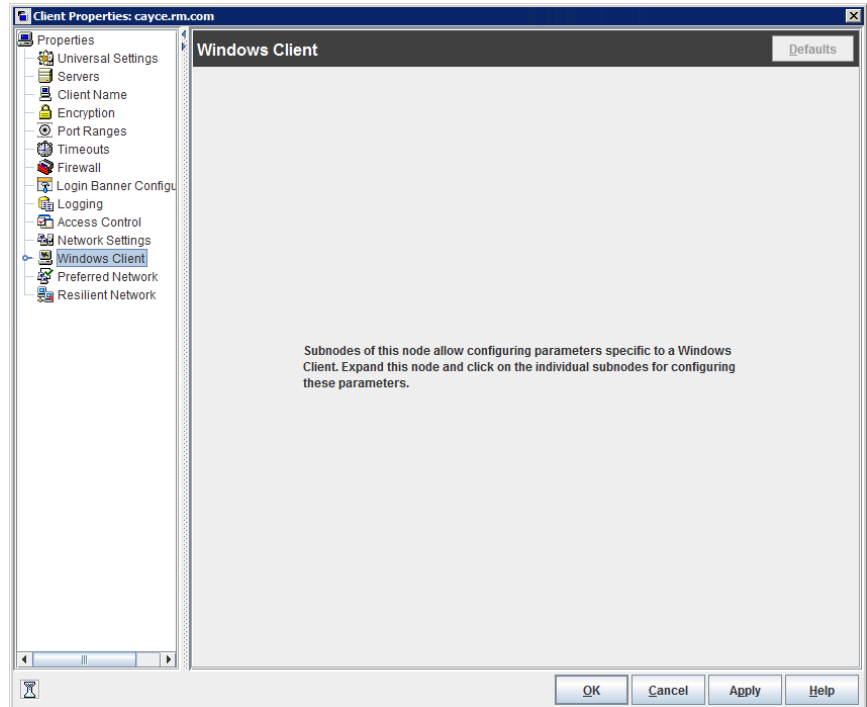 Client Properties: cayce.rm.com
Properties
Universal Settings
Servers
Client Name
Encryption
Port Ranges
Timeouts
Firewall
Login Banner Configu
Logging
Access Control
Network Settings
Windows Client
Preferred Network
Resilient Network
Windows Client
Defaults
Subnodes of this node allow configuring parameters specific to a Windows
Client. Expand this node and click on the individual subnodes for configuring
these parameters.
OK
Cancel
Apply
Help